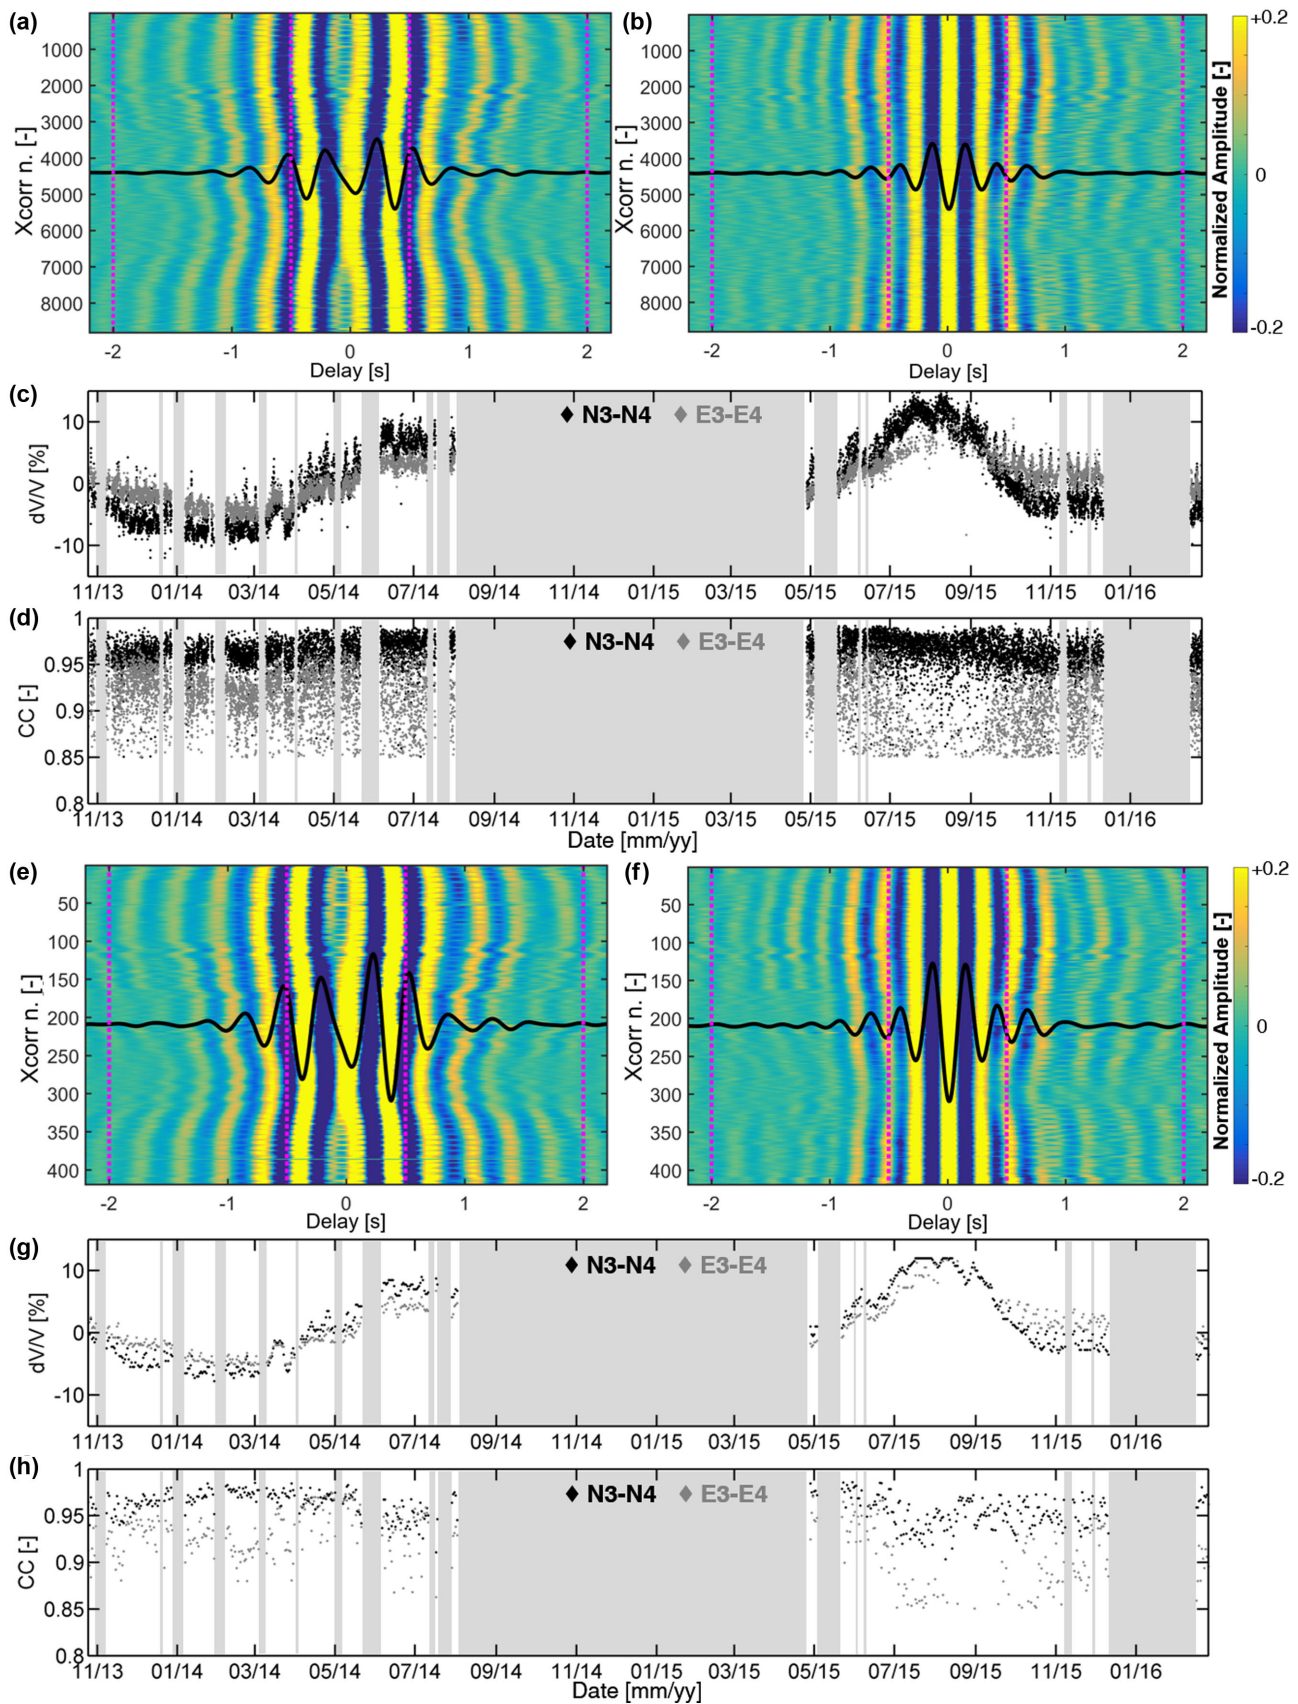 (a)
(b)
+0.2
0
-0.2
Normalized Amplitude [-]
Xcorr n. [-]
1000
2000
3000
4000
5000
6000
7000
8000
-2 -1 0 1 2
Delay [s]
Xcorr n. [-]
1000
2000
3000
4000
5000
6000
7000
8000
-2 -1 0 1 2
Delay [s]
(c)
N3-N4 E3-E4
dV/V [%]
10
0
-10
11/13 01/14 03/14 05/14 07/14 09/14 11/14 01/15 03/15 05/15 07/15 09/15 11/15 01/16
(d)
N3-N4 E3-E4
CC [-]
1
0.95
0.9
0.85
0.8
11/13 01/14 03/14 05/14 07/14 09/14 11/14 01/15 03/15 05/15 07/15 09/15 11/15 01/16
Date [mm/yy]
(e)
(f)
+0.2
0
-0.2
Normalized Amplitude [-]
Xcorr n. [-]
50
100
150
200
250
300
350
400
-2 -1 0 1 2
Delay [s]
Xcorr n. [-]
50
100
150
200
250
300
350
400
-2 -1 0 1 2
Delay [s]
(g)
N3-N4 E3-E4
dV/V [%]
10
0
-10
11/13 01/14 03/14 05/14 07/14 09/14 11/14 01/15 03/15 05/15 07/15 09/15 11/15 01/16
(h)
N3-N4 E3-E4
CC [-]
1
0.95
0.9
0.85
0.8
11/13 01/14 03/14 05/14 07/14 09/14 11/14 01/15 03/15 05/15 07/15 09/15 11/15 01/16
Date [mm/yy]